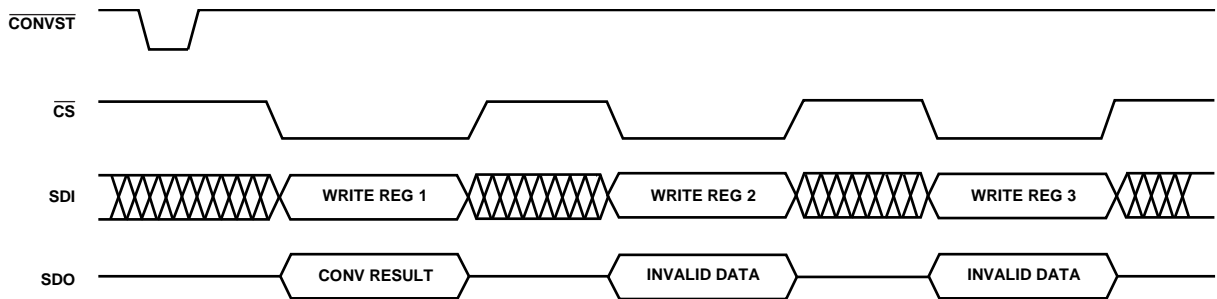 CONVST
CS
SDI WRITE REG 1 WRITE REG 2 WRITE REG 3
SDO CONV RESULT INVALID DATA INVALID DATA